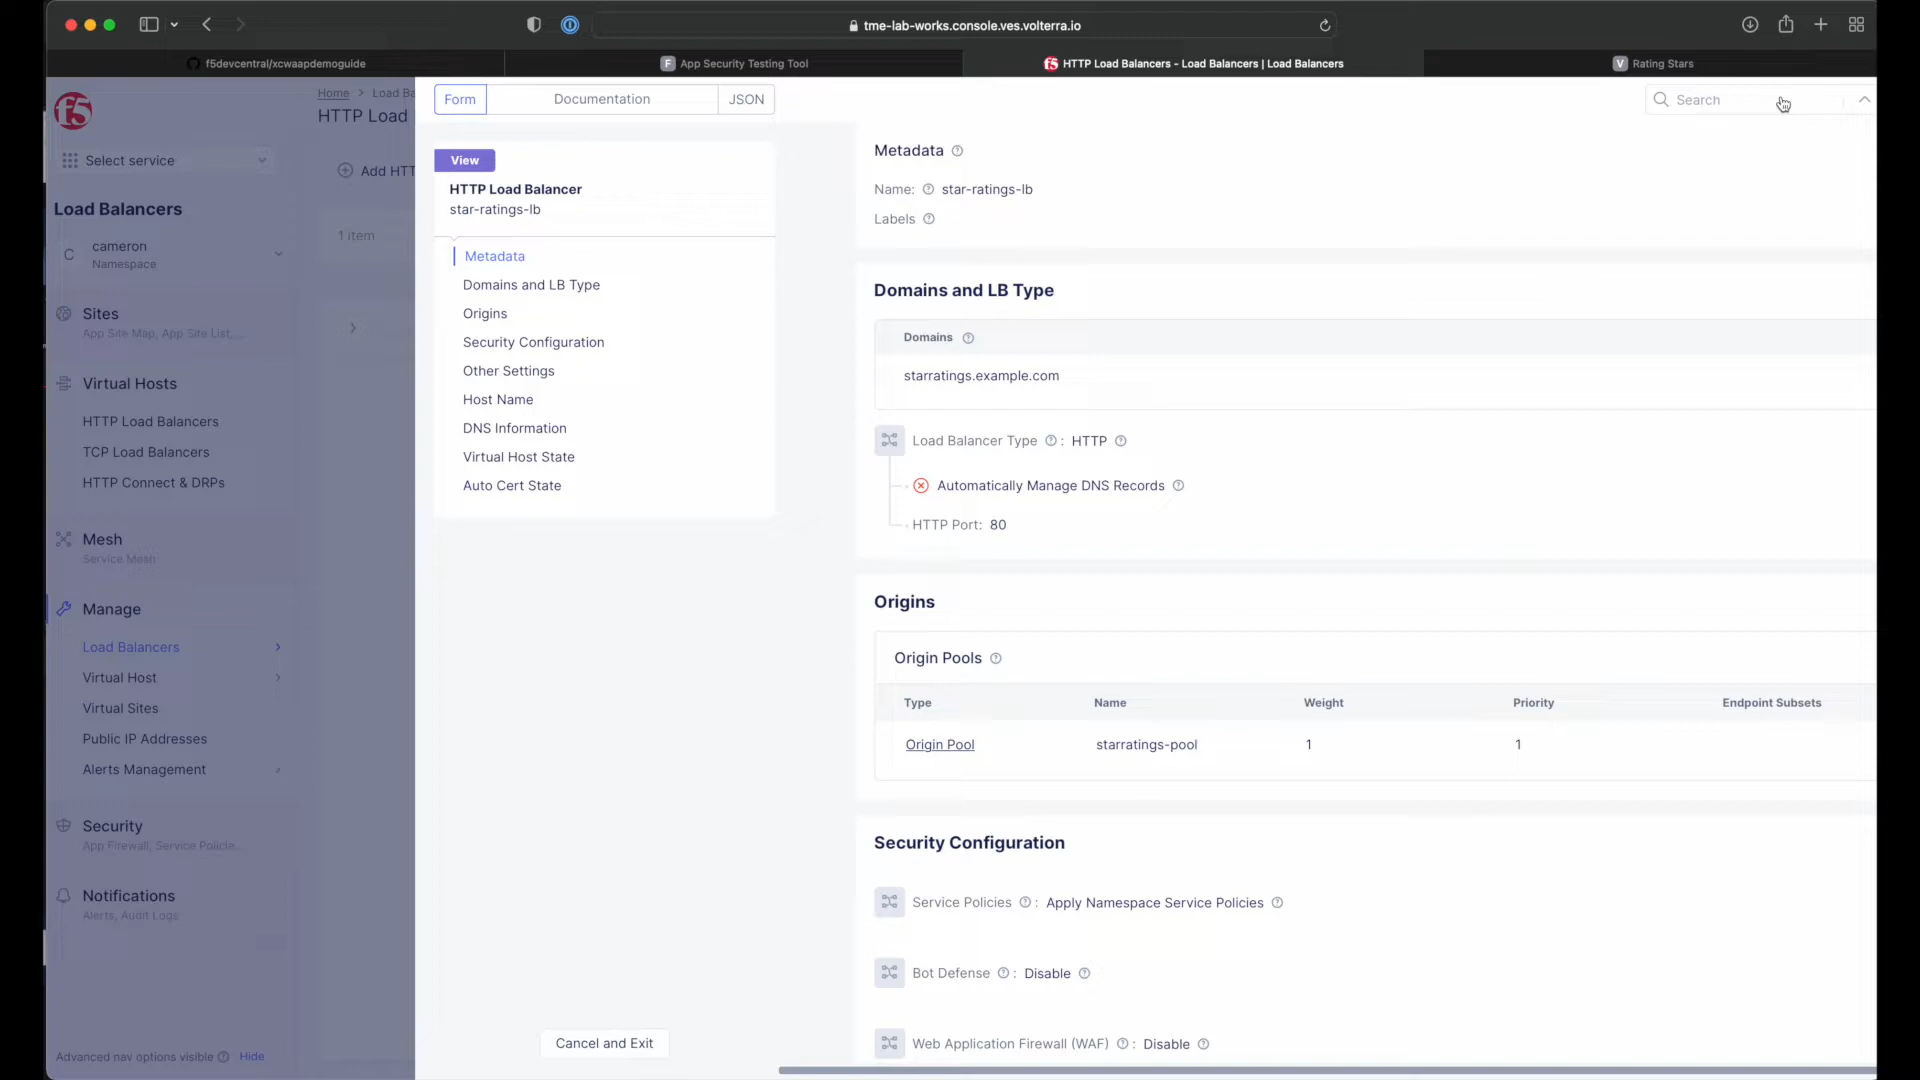 tme-lab-works.console.ves.volterra.io
f5devcentral/xcwaapdemoguide
F App Security Testing Tool
HTTP Load Balancers - Load Balancers | Load Balancers
V Rating Stars
f5
Home > Load Ba
HTTP Load
Select service
Add HTT
Load Balancers
1 item
C cameron
Namespace
Sites
App Site Map, App Site List,...
Virtual Hosts
HTTP Load Balancers
TCP Load Balancers
HTTP Connect & DRPs
Mesh
Service Mesh
Manage
Load Balancers
Virtual Host
Virtual Sites
Public IP Addresses
Alerts Management
Security
App Firewall, Service Policie...
Notifications
Alerts, Audit Logs
Advanced nav options visible Hide
Form Documentation JSON
Search
View
HTTP Load Balancer
star-ratings-lb
Metadata
Domains and LB Type
Origins
Security Configuration
Other Settings
Host Name
DNS Information
Virtual Host State
Auto Cert State
Cancel and Exit
Metadata
Name: star-ratings-lb
Labels
Domains and LB Type
Domains
starratings.example.com
Load Balancer Type : HTTP
Automatically Manage DNS Records
HTTP Port: 80
Origins
Origin Pools
Type Name Weight Priority Endpoint Subsets
Origin Pool starratings-pool 1 1
Security Configuration
Service Policies : Apply Namespace Service Policies
Bot Defense : Disable
Web Application Firewall (WAF) : Disable